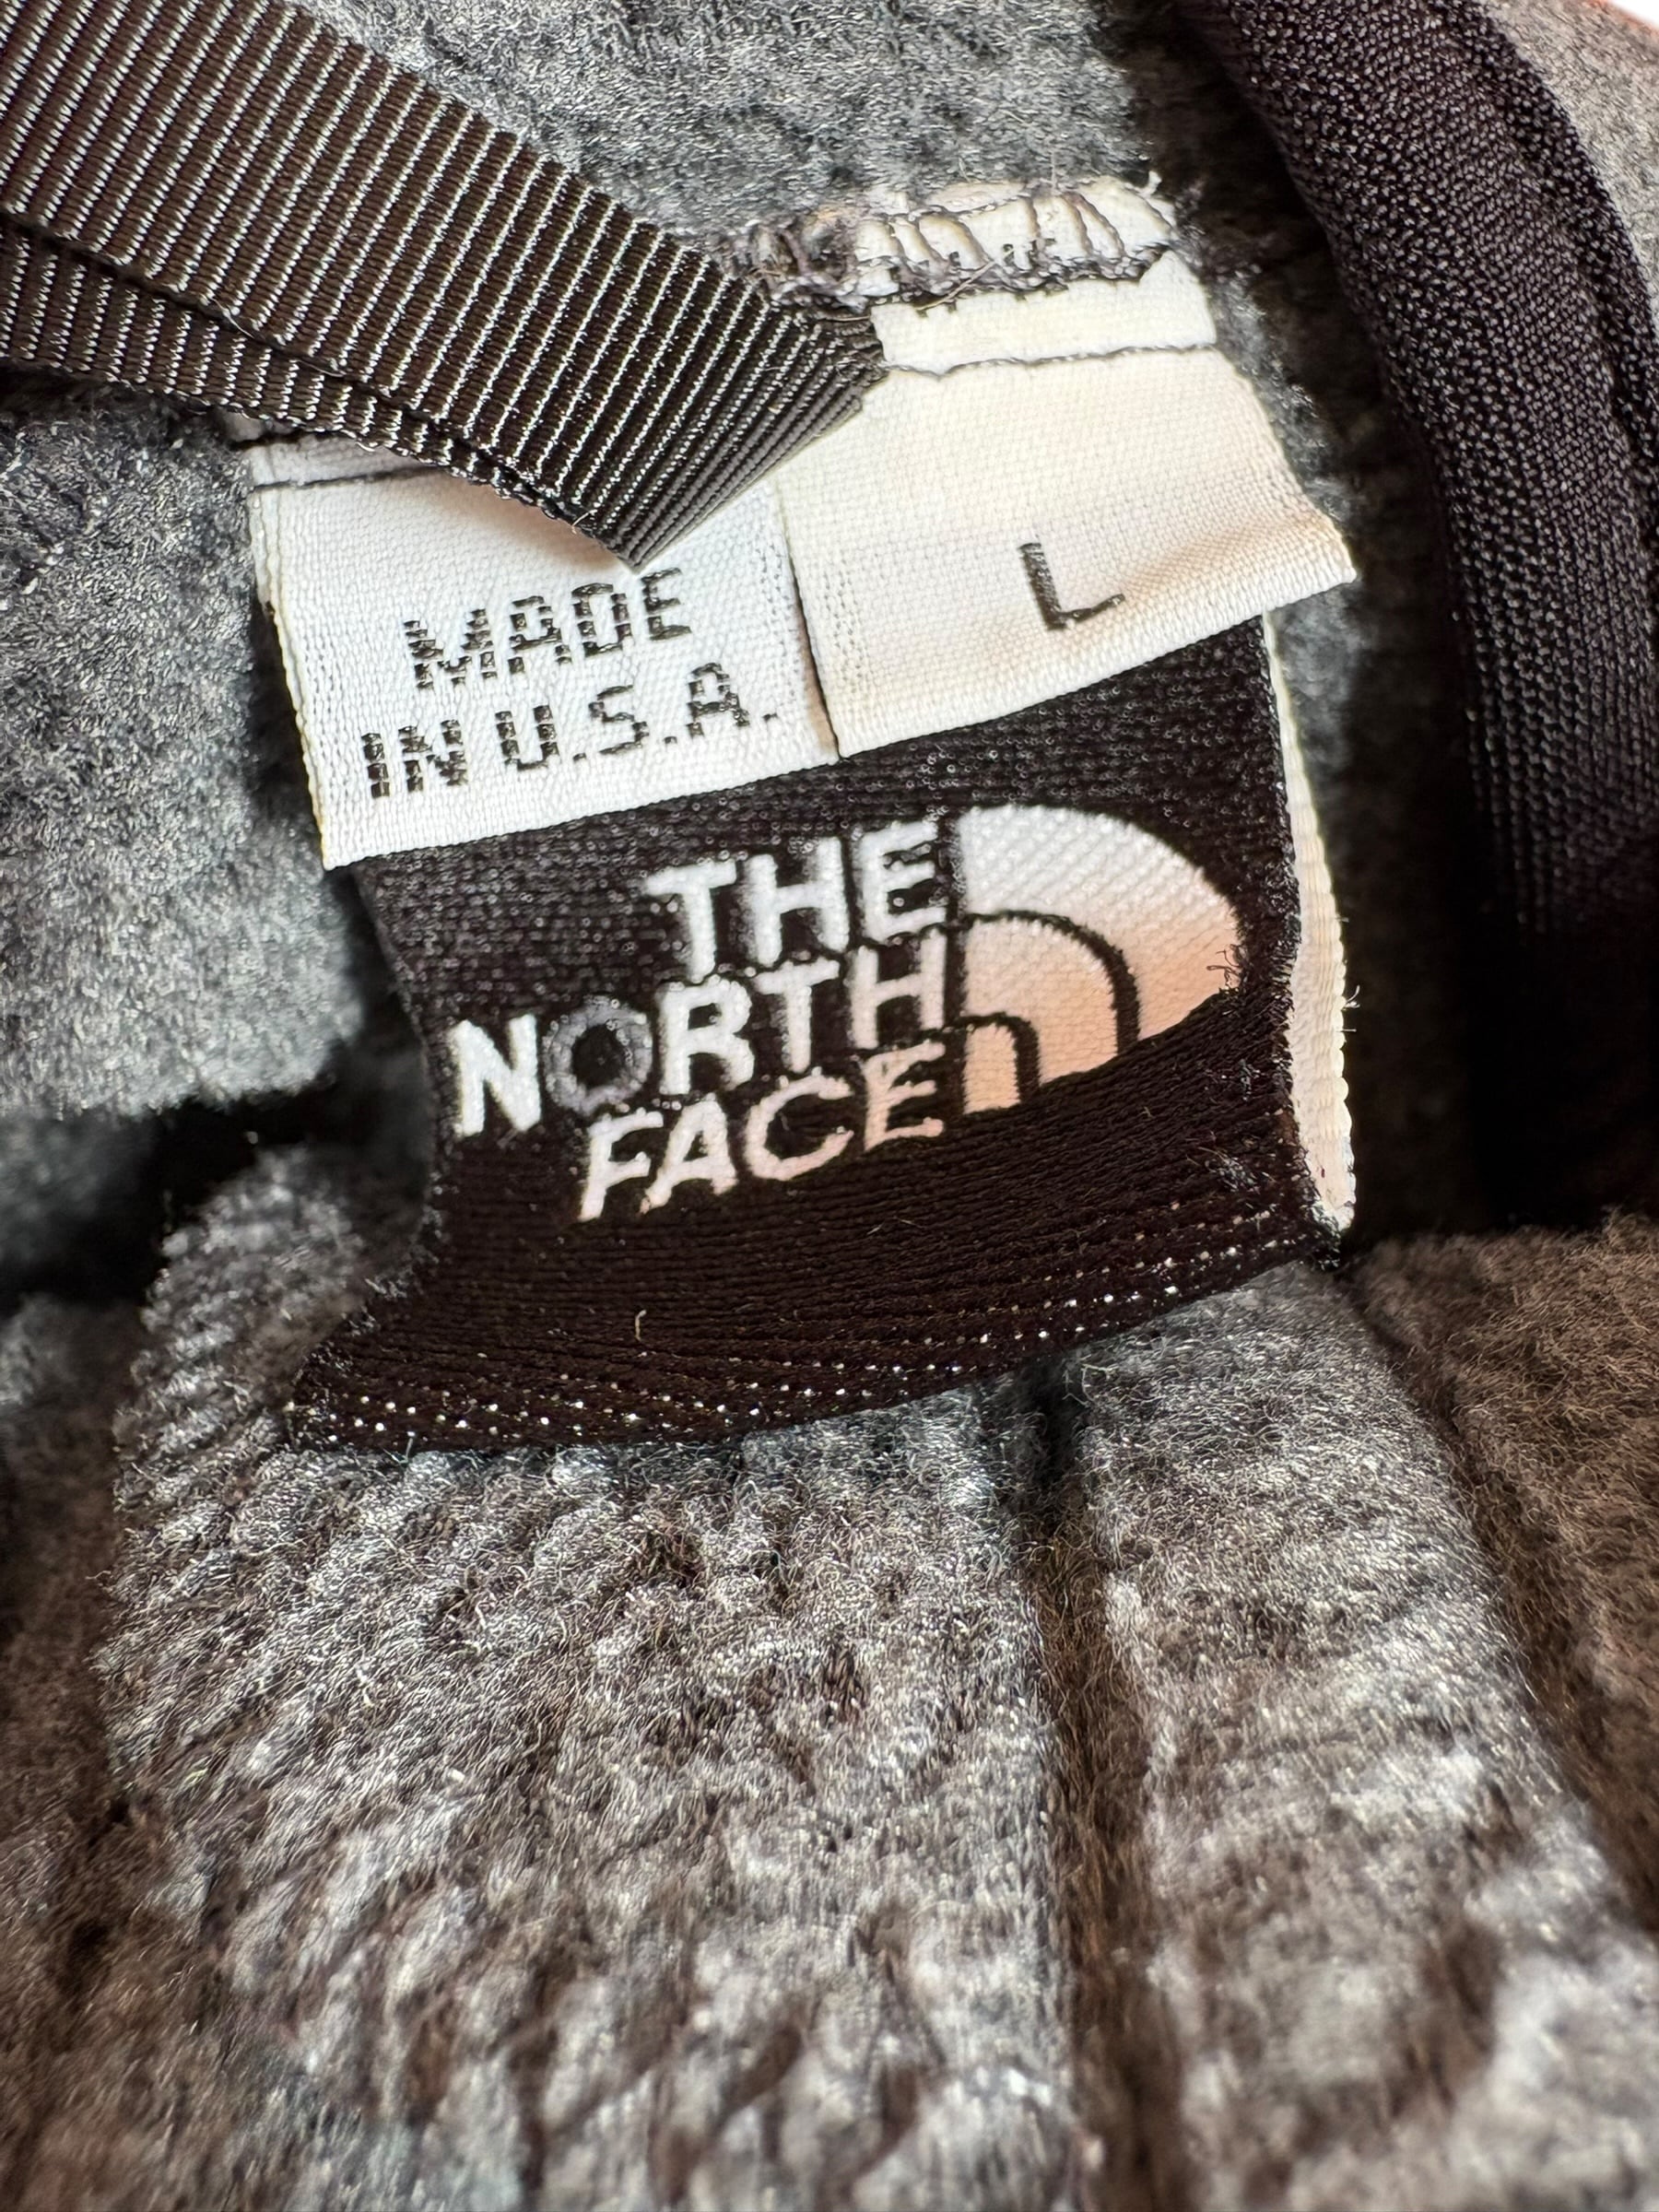 MADE
IN U.S.A.
L
THE
NORTH
FACE